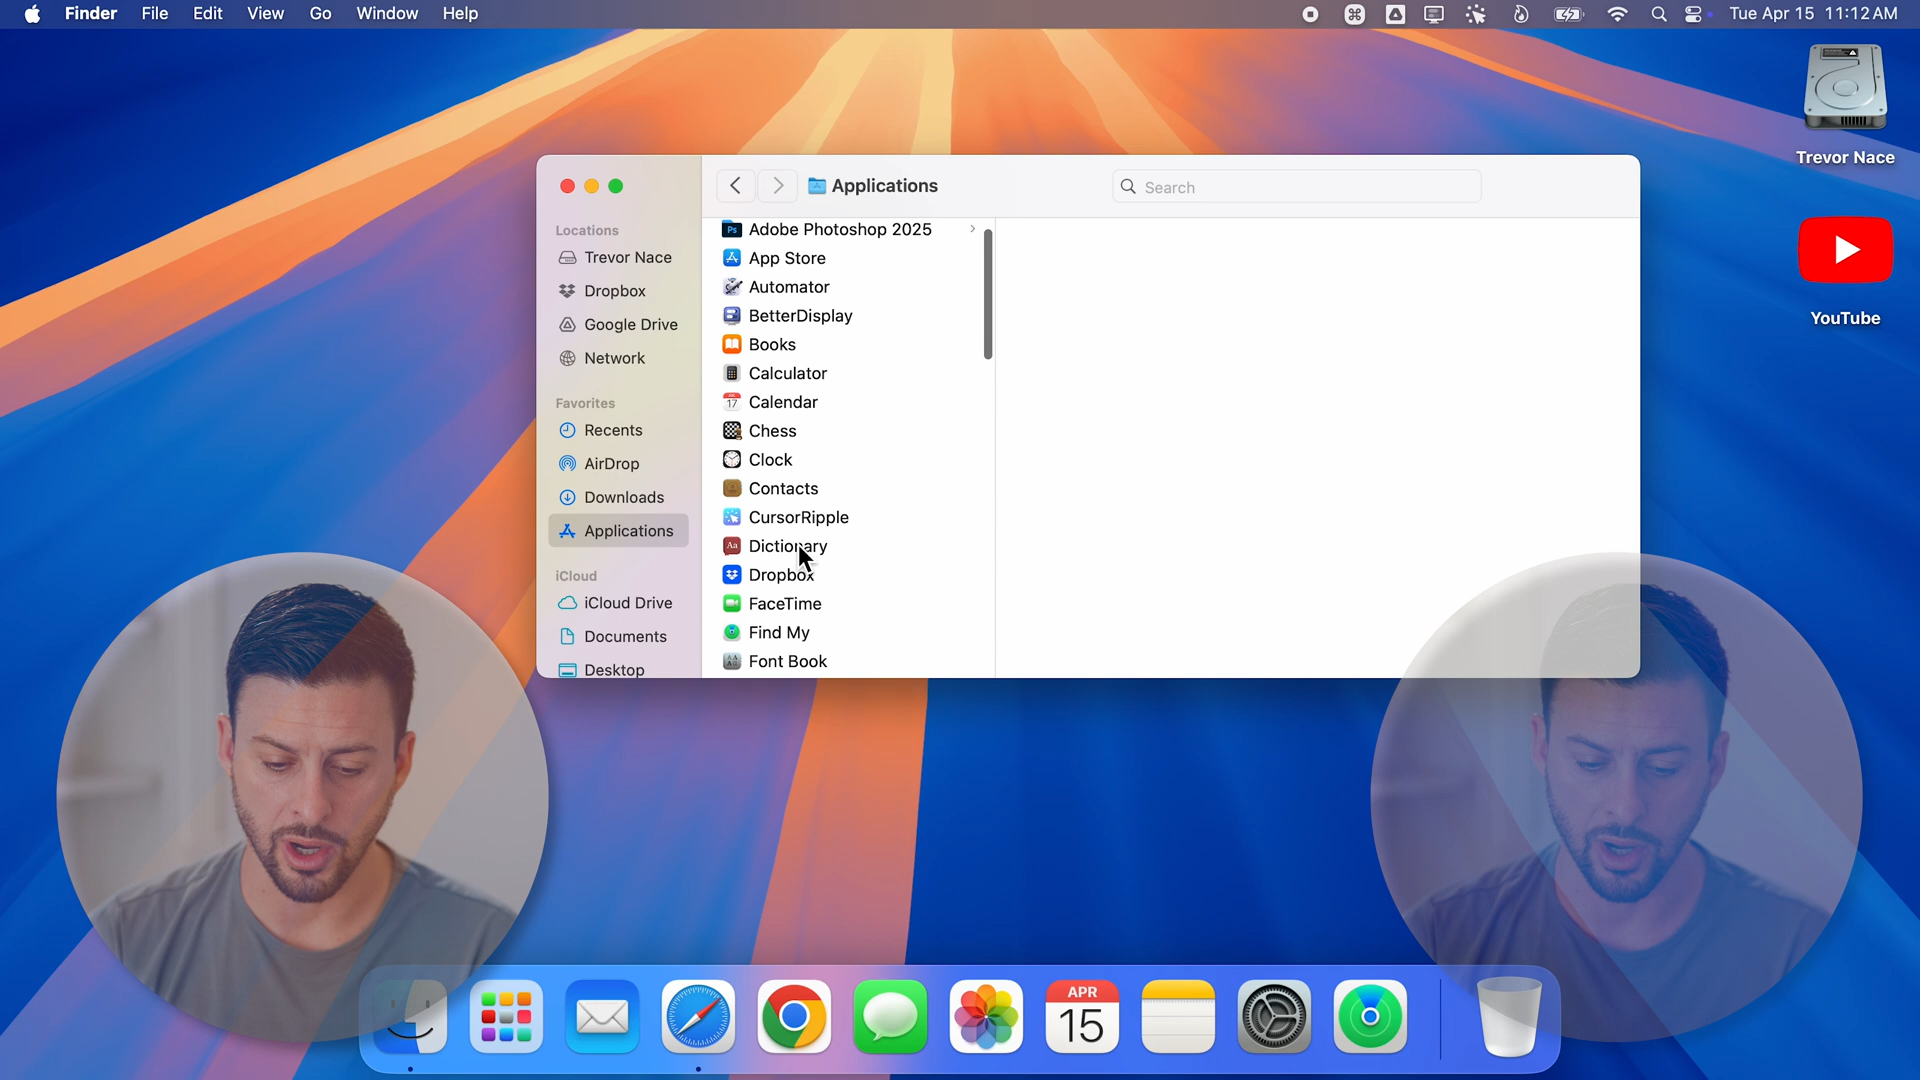 Finder File Edit View Go Window Help Tue Apr 15 11:12 AM
Trevor Nace
YouTube
Applications
Search
Locations
Trevor Nace
Dropbox
Google Drive
Network
Favorites
Recents
AirDrop
Downloads
Applications
iCloud
iCloud Drive
Documents
Desktop
Adobe Photoshop 2025
App Store
Automator
BetterDisplay
Books
Calculator
Calendar
Chess
Clock
Contacts
CursorRipple
Dictionary
Dropbox
FaceTime
Find My
Font Book
Ps
17
Aa
APR
15